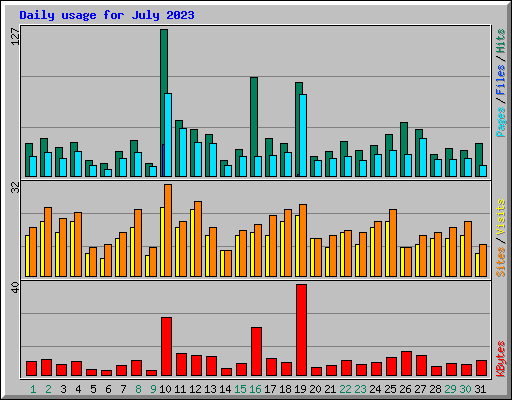 Daily usage for July 2023
127
Pages / Files / Hits
32
Sites / Visits
40
KBytes
1 2 3 4 5 6 7 8 9 10 11 12 13 14 15 16 17 18 19 20 21 22 23 24 25 26 27 28 29 30 31